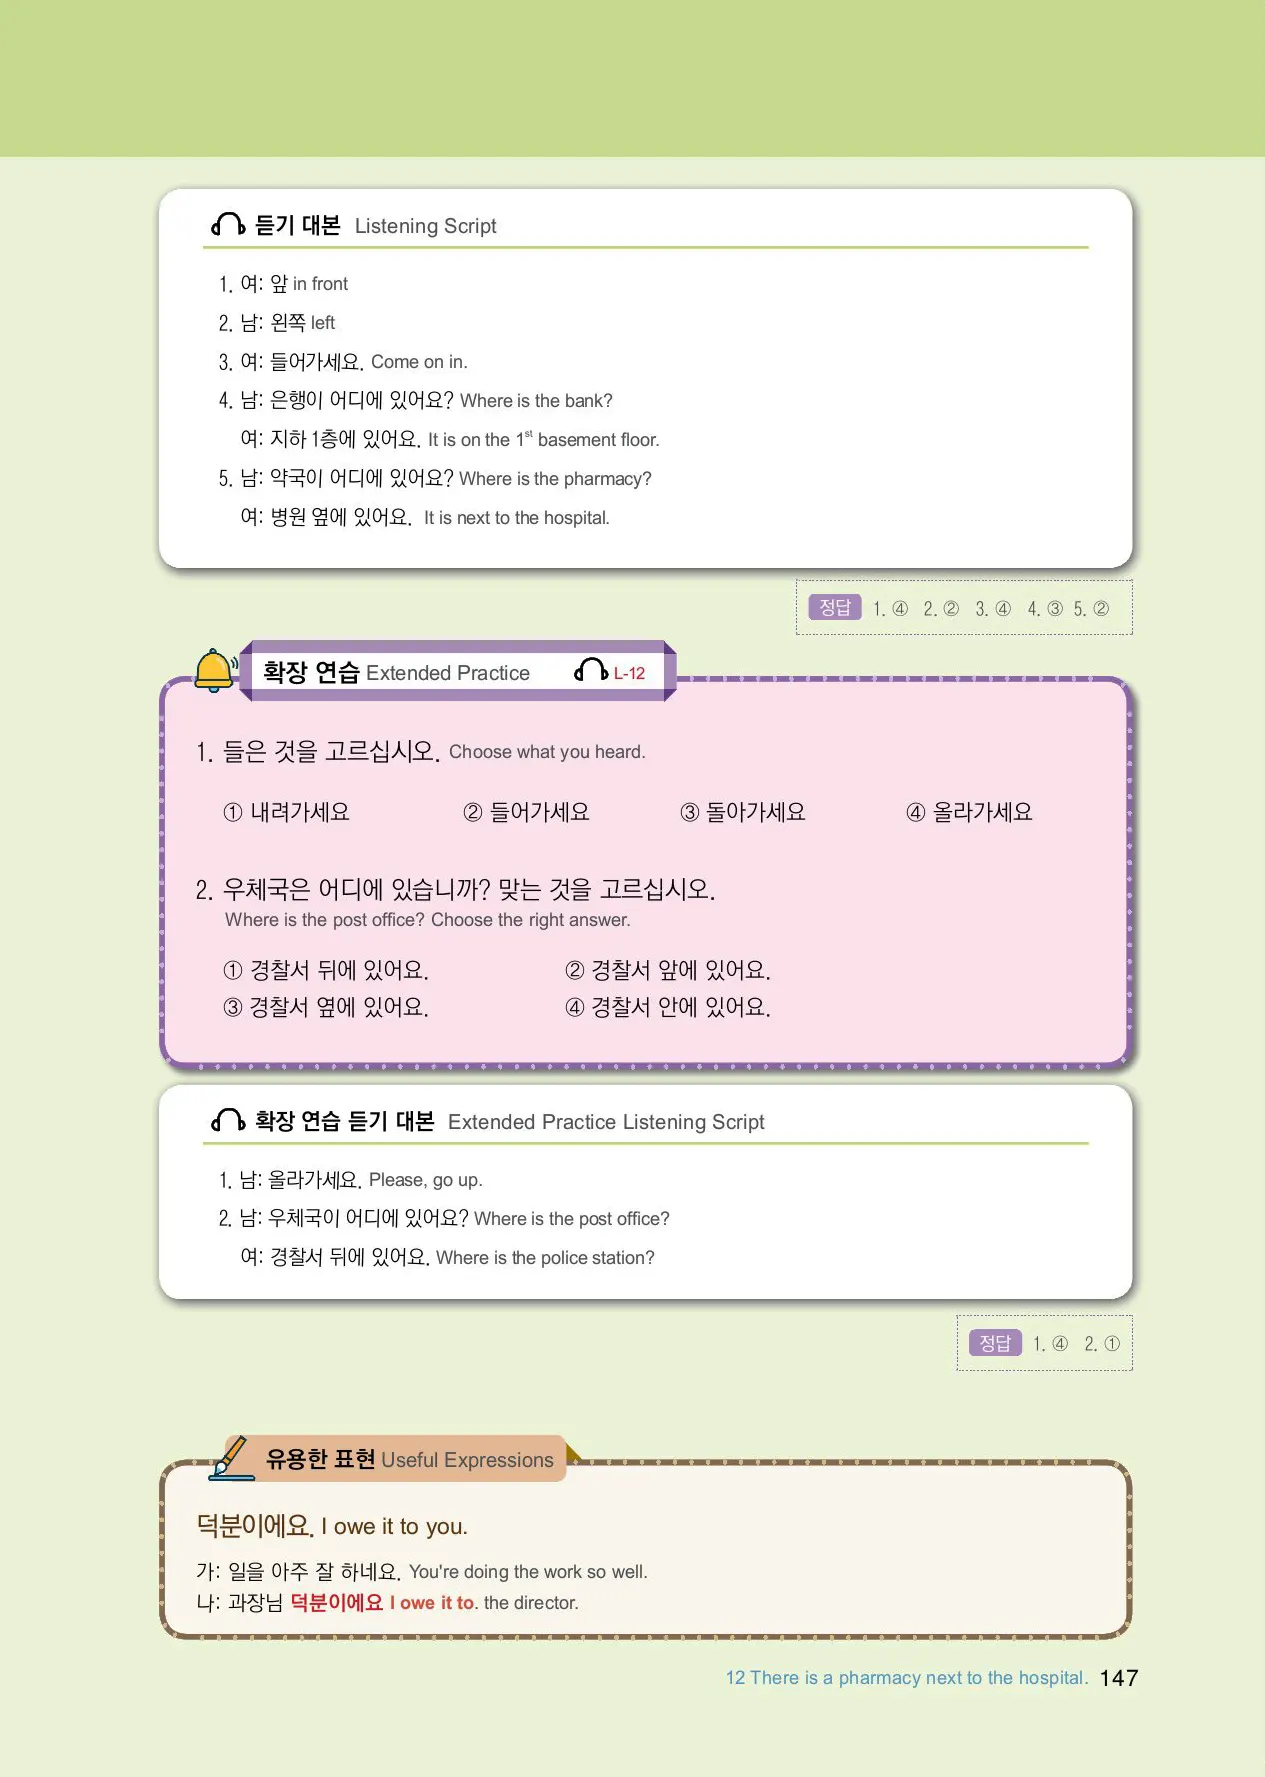 듣기 대본 Listening Script
1. 여: 앞 in front
2. 남: 왼쪽 left
3. 여: 들어가세요. Come on in.
4. 남: 은행이 어디에 있어요? Where is the bank?
여: 지하 1층에 있어요. It is on the 1st basement floor.
5. 남: 약국이 어디에 있어요? Where is the pharmacy?
여: 병원 옆에 있어요. It is next to the hospital.
정답 1. ④ 2. ② 3. ④ 4. ③ 5. ②
확장 연습 Extended Practice L-12
1. 들은 것을 고르십시오. Choose what you heard.
① 내려가세요 ② 들어가세요 ③ 돌아가세요 ④ 올라가세요
2. 우체국은 어디에 있습니까? 맞는 것을 고르십시오.
Where is the post office? Choose the right answer.
① 경찰서 뒤에 있어요. ② 경찰서 앞에 있어요.
③ 경찰서 옆에 있어요. ④ 경찰서 안에 있어요.
확장 연습 듣기 대본 Extended Practice Listening Script
1. 남: 올라가세요. Please, go up.
2. 남: 우체국이 어디에 있어요? Where is the post office?
여: 경찰서 뒤에 있어요. Where is the police station?
정답 1. ④ 2. ①
유용한 표현 Useful Expressions
덕분이에요. I owe it to you.
가: 일을 아주 잘 하네요. You're doing the work so well.
나: 과장님 덕분이에요 I owe it to. the director.
12 There is a pharmacy next to the hospital. 147